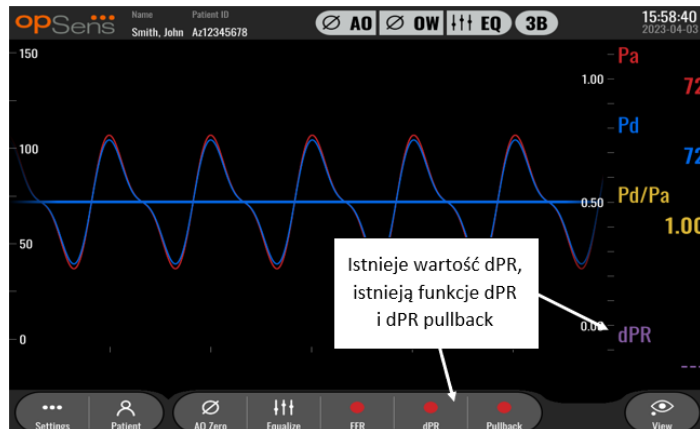 opSens
Name
Patient ID
Smith, John
Az12345678
AO
OW
EQ
3B
15:58:40
2023-04-03
150
100
50
0
1.00
0.50
0.00
Pa
72
Pd
72
Pd/Pa
1.00
dPR
---
Istnieje wartość dPR,
istnieją funkcje dPR
i dPR pullback
Settings
Patient
AO Zero
Equalize
FFR
dPR
Pullback
View